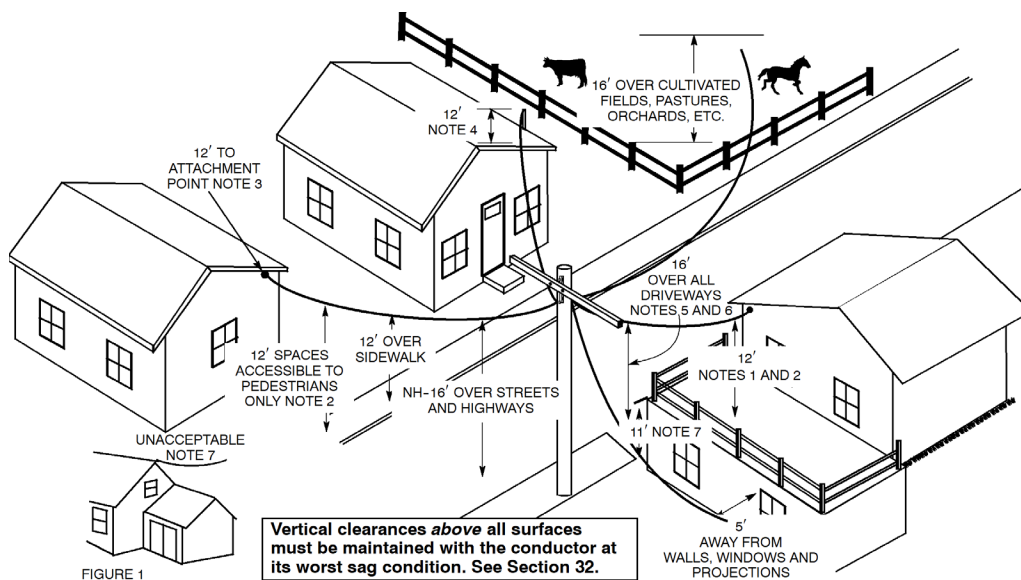 16′ OVER CULTIVATED
FIELDS, PASTURES,
ORCHARDS, ETC.
12′
NOTE 4
12′ TO
ATTACHMENT
POINT NOTE 3
16′
OVER ALL
DRIVEWAYS
NOTES 5 AND 6
12′ SPACES
ACCESSIBLE TO
PEDESTRIANS
ONLY NOTE 2
12′ OVER
SIDEWALK
NH-16′ OVER STREETS
AND HIGHWAYS
12′
NOTES 1 AND 2
11′ NOTE 7
UNACCEPTABLE
NOTE 7
5′
AWAY FROM
WALLS, WINDOWS AND
PROJECTIONS
Vertical clearances above all surfaces
must be maintained with the conductor at
its worst sag condition. See Section 32.
FIGURE 1